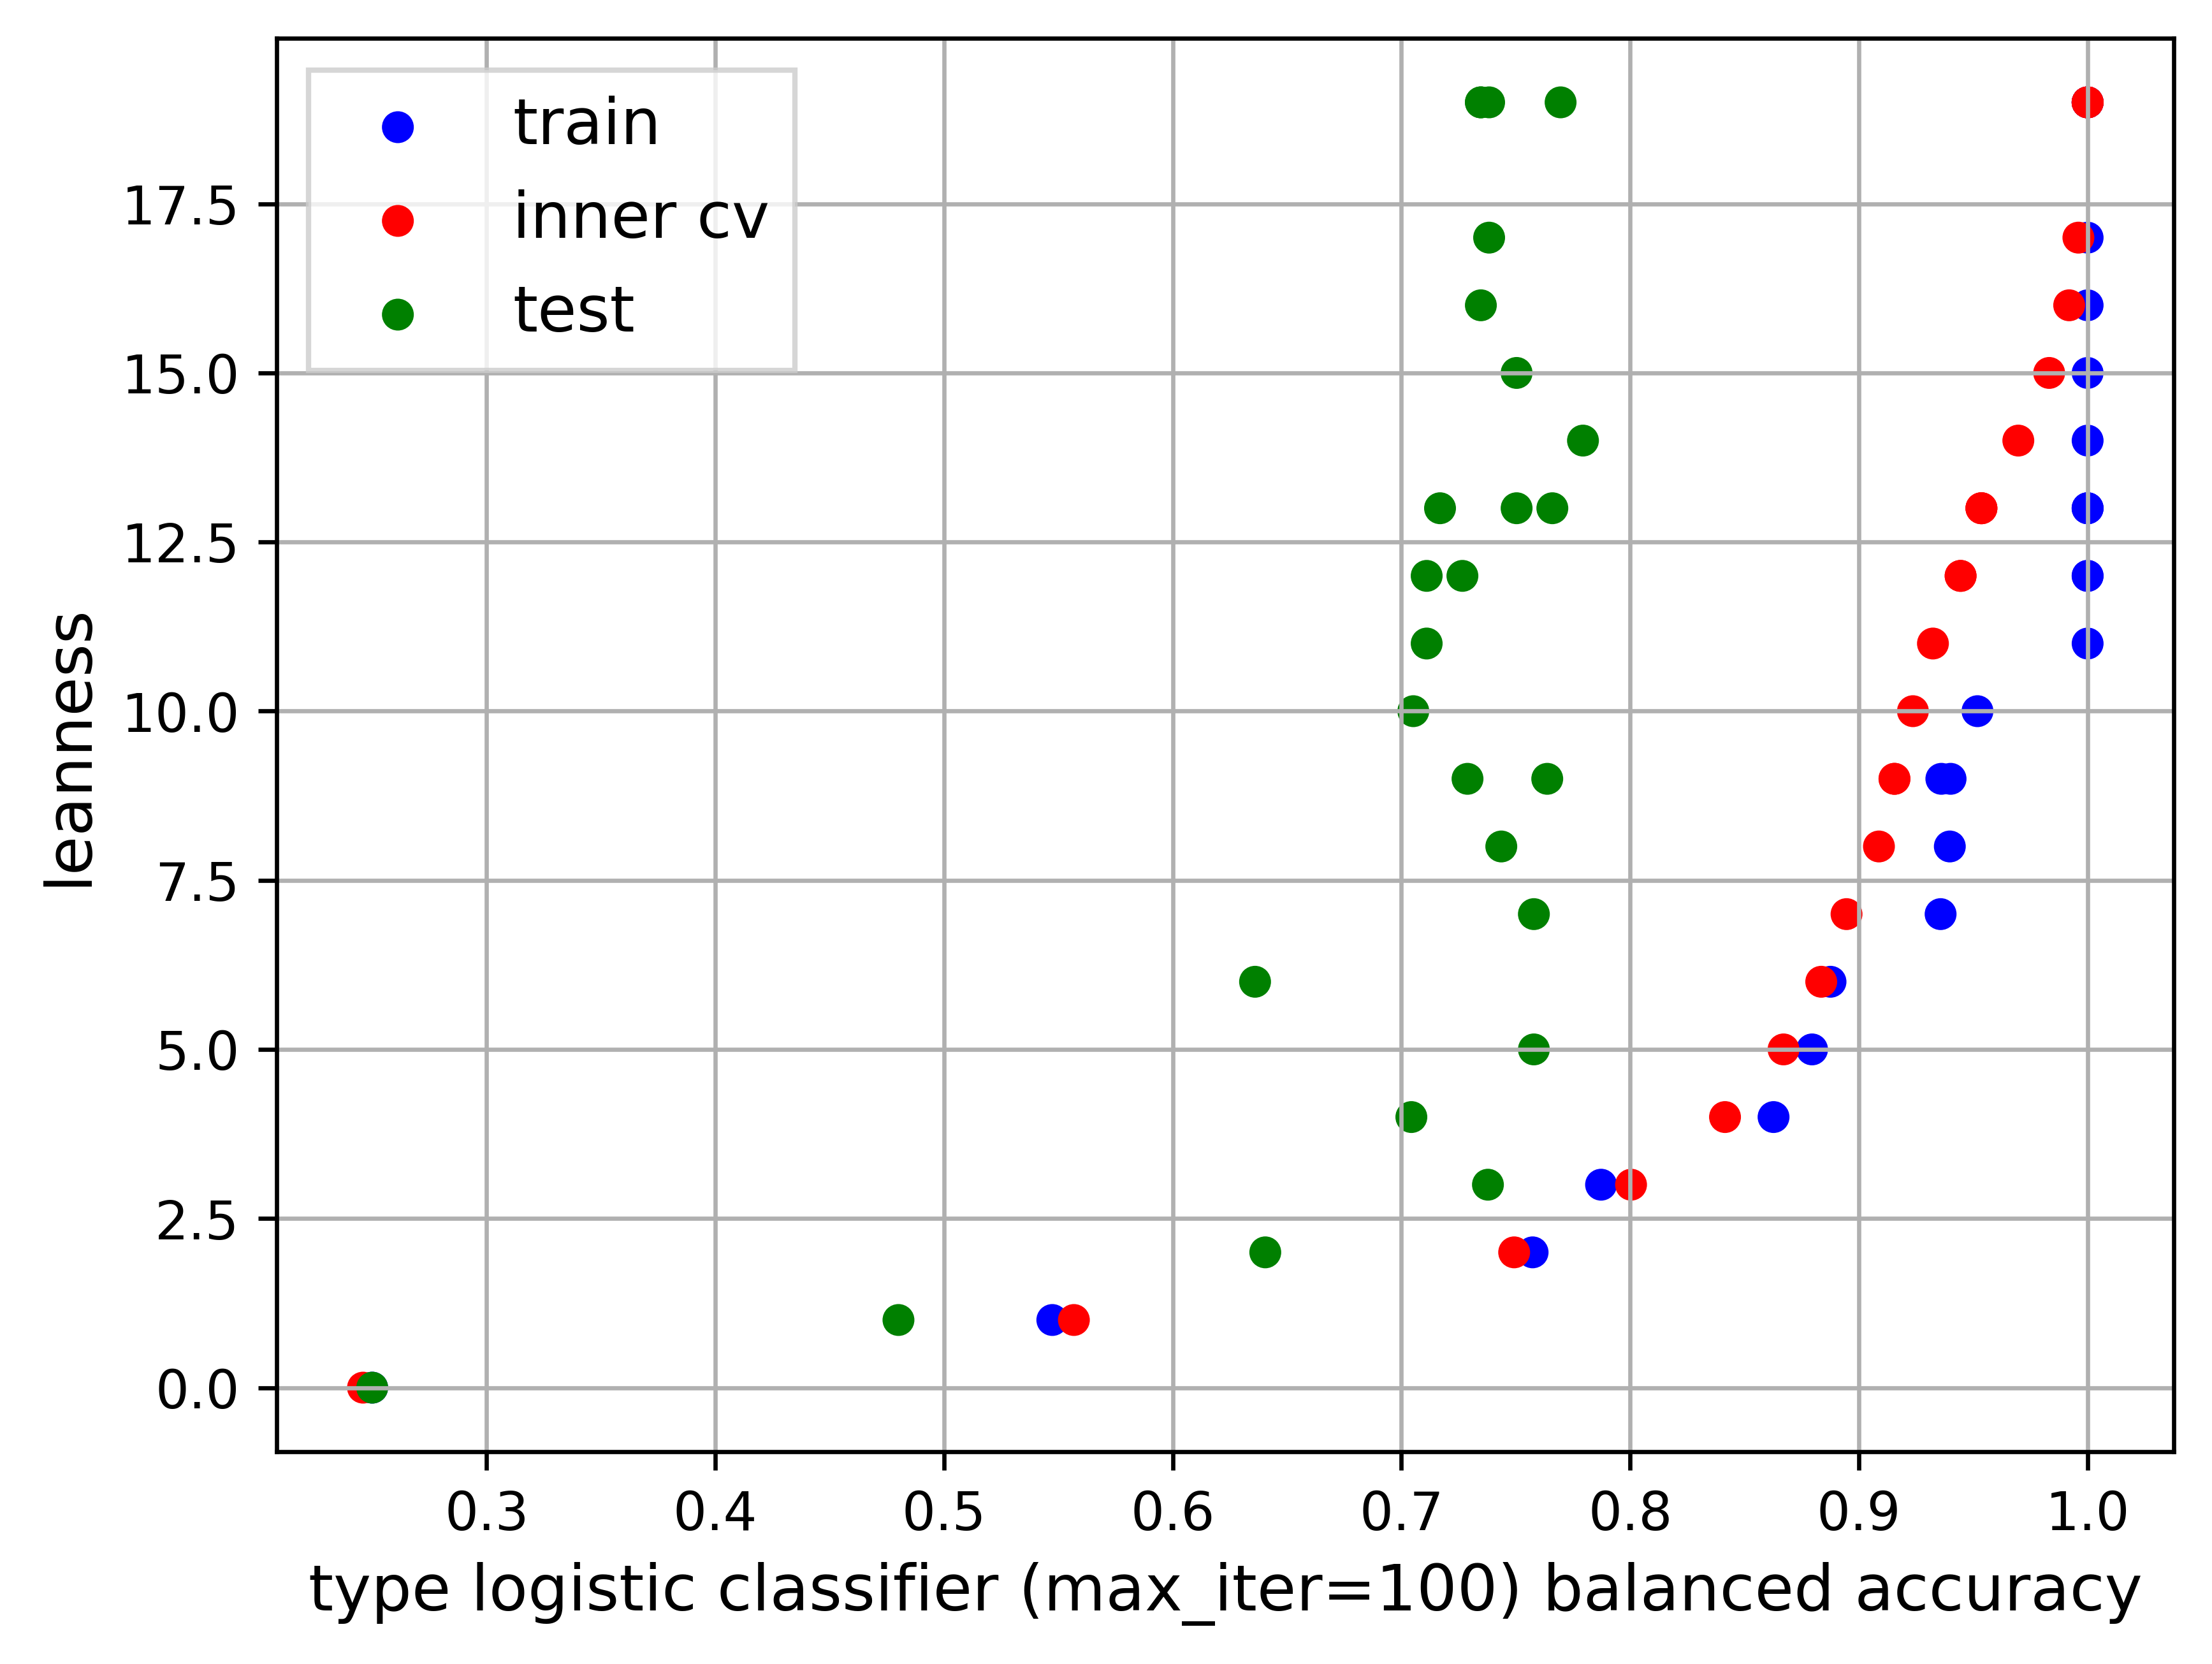 train
inner cv
test
17.5
15.0
12.5
10.0
7.5
5.0
2.5
0.0
leanness
0.3 0.4 0.5 0.6 0.7 0.8 0.9 1.0
type logistic classifier (max_iter=100) balanced accuracy